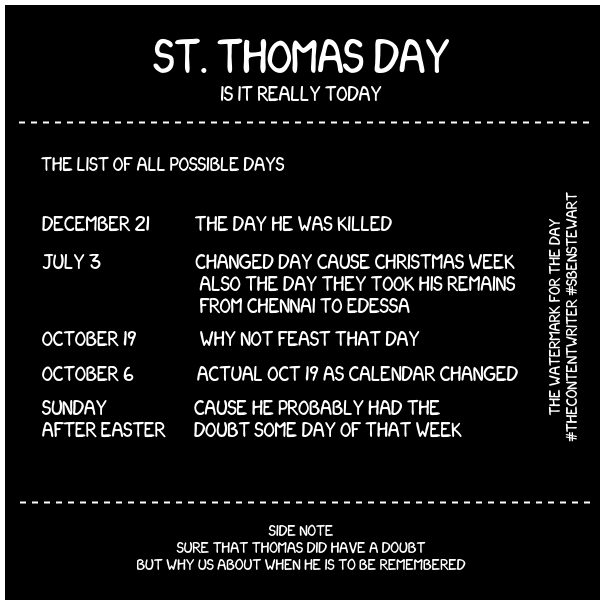 ST. THOMAS DAY
IS IT REALLY TODAY
THE LIST OF ALL POSSIBLE DAYS
DECEMBER 21 THE DAY HE WAS KILLED
JULY 3 CHANGED DAY CAUSE CHRISTMAS WEEK
ALSO THE DAY THEY TOOK HIS REMAINS
FROM CHENNAI TO EDESSA
OCTOBER 19 WHY NOT FEAST THAT DAY
OCTOBER 6 ACTUAL OCT 19 AS CALENDAR CHANGED
SUNDAY CAUSE HE PROBABLY HAD THE
AFTER EASTER DOUBT SOME DAY OF THAT WEEK
THE WATERMARK FOR THE DAY
#THECONTENTWRITER #SBENSTEWART
SIDE NOTE
SURE THAT THOMAS DID HAVE A DOUBT
BUT WHY US ABOUT WHEN HE IS TO BE REMEMBERED